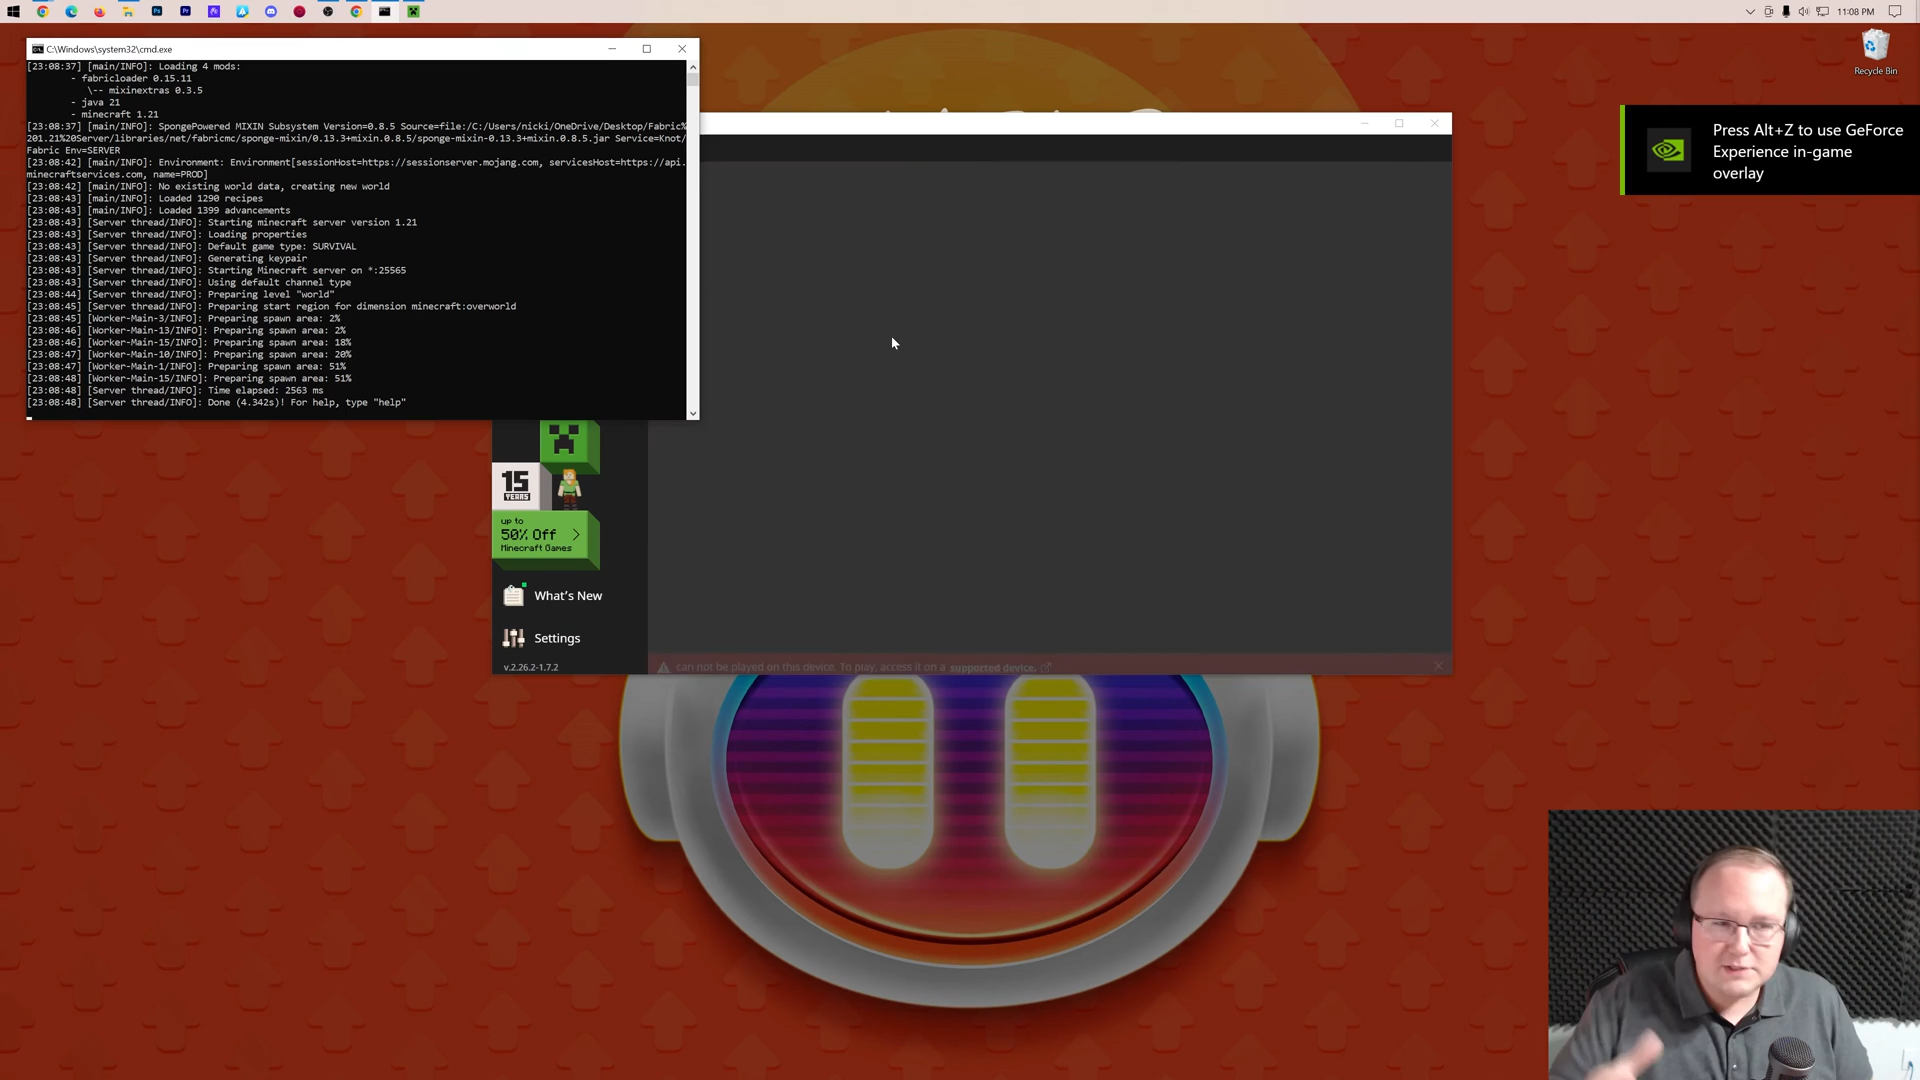 11:08 PM
C:\Windows\system32\cmd.exe
[23:08:37] [main/INFO]: Loading 4 mods:
- fabricloader 0.15.11
\-- mixinextras 0.3.5
- java 21
- minecraft 1.21
[23:08:37] [main/INFO]: SpongePowered MIXIN Subsystem Version=0.8.5 Source=file:/C:/Users/nicki/OneDrive/Desktop/Fabric%
201.21%20Server/libraries/net/fabricmc/sponge-mixin/0.13.3+mixin.0.8.5/sponge-mixin-0.13.3+mixin.0.8.5.jar Service=Knot/
Fabric Env=SERVER
[23:08:42] [main/INFO]: Environment: Environment[sessionHost=https://sessionserver.mojang.com, servicesHost=https://api.
minecraftservices.com, name=PROD]
[23:08:42] [main/INFO]: No existing world data, creating new world
[23:08:43] [main/INFO]: Loaded 1290 recipes
[23:08:43] [main/INFO]: Loaded 1399 advancements
[23:08:43] [Server thread/INFO]: Starting minecraft server version 1.21
[23:08:43] [Server thread/INFO]: Loading properties
[23:08:43] [Server thread/INFO]: Default game type: SURVIVAL
[23:08:43] [Server thread/INFO]: Generating keypair
[23:08:43] [Server thread/INFO]: Starting Minecraft server on *:25565
[23:08:43] [Server thread/INFO]: Using default channel type
[23:08:44] [Server thread/INFO]: Preparing level "world"
[23:08:45] [Server thread/INFO]: Preparing start region for dimension minecraft:overworld
[23:08:45] [Worker-Main-3/INFO]: Preparing spawn area: 2%
[23:08:46] [Worker-Main-13/INFO]: Preparing spawn area: 2%
[23:08:46] [Worker-Main-15/INFO]: Preparing spawn area: 18%
[23:08:47] [Worker-Main-10/INFO]: Preparing spawn area: 20%
[23:08:47] [Worker-Main-1/INFO]: Preparing spawn area: 51%
[23:08:48] [Worker-Main-15/INFO]: Preparing spawn area: 51%
[23:08:48] [Server thread/INFO]: Time elapsed: 2563 ms
[23:08:48] [Server thread/INFO]: Done (4.342s)! For help, type "help"
Recycle Bin
Press Alt+Z to use GeForce
Experience in-game
overlay
15
YEARS
up to
50% Off
Minecraft Games
What's New
Settings
v.2.26.2-1.7.2
can not be played on this device. To play, access it on a supported device.